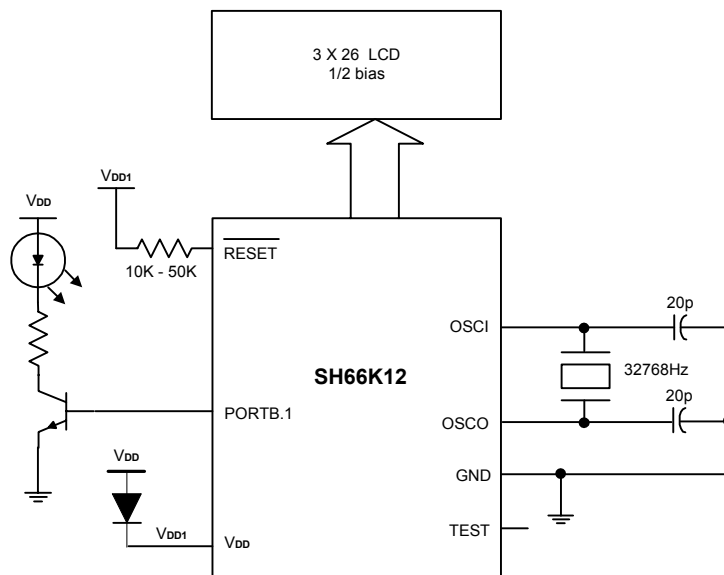 3 X 26 LCD
1/2 bias
VDD1
VDD
RESET
10K - 50K
20p
OSCI
SH66K12
32768Hz
20p
PORTB.1
OSCO
VDD
GND
TEST
VDD1
VDD